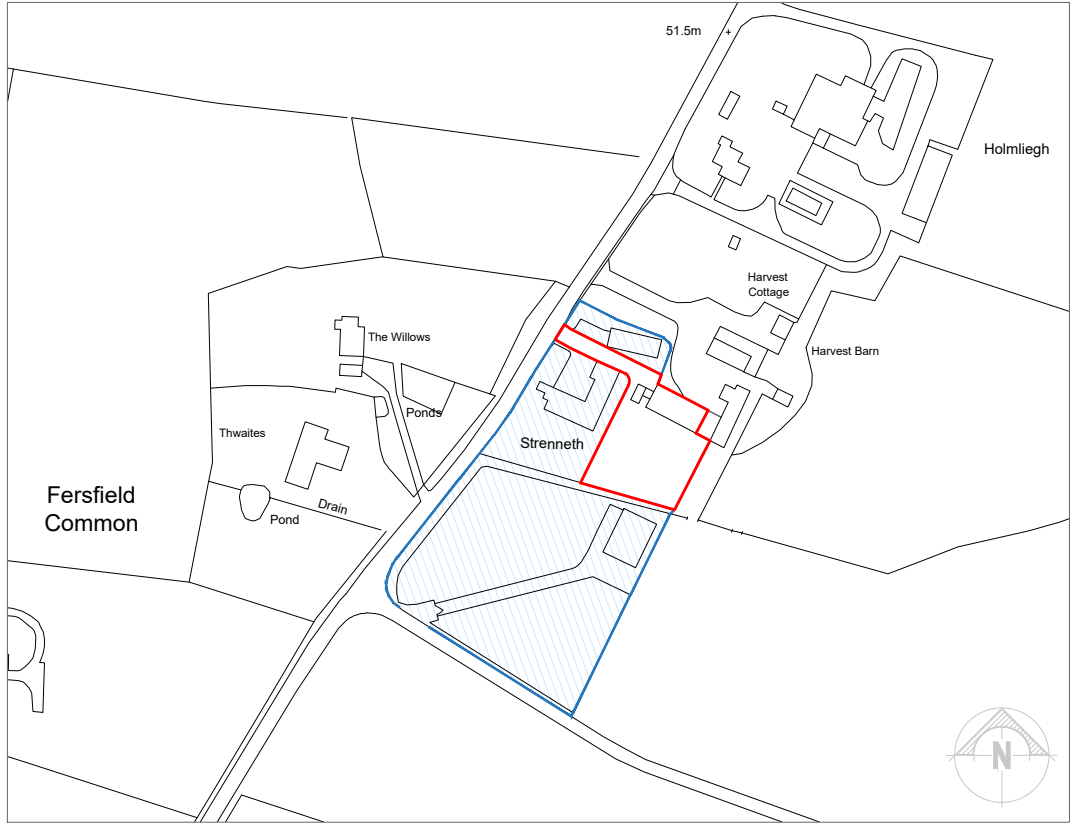 51.5m
Holmliegh
Harvest
Cottage
Harvest Barn
The Willows
Ponds
Thwaites
Strenneth
Fersfield
Common
Drain
Pond
N